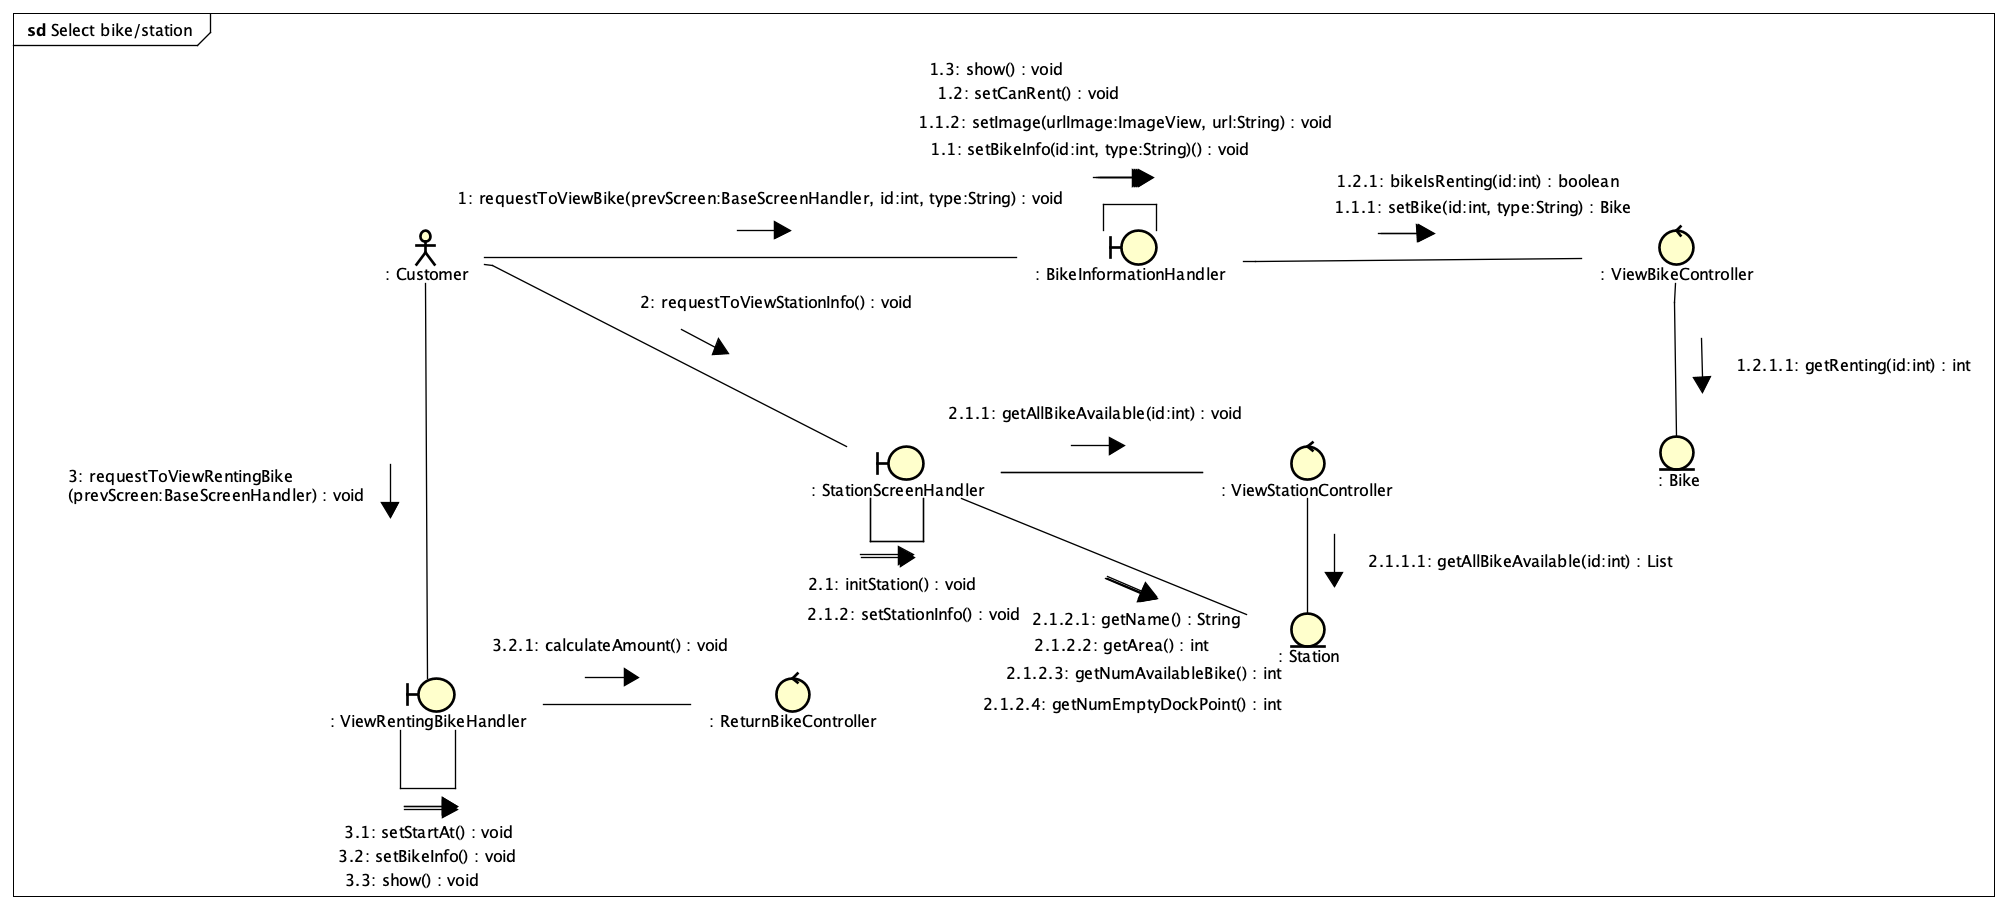 sd Select bike/station
1.3: show() : void
1.2: setCanRent() : void
1.1.2: setImage(urlImage:ImageView, url:String) : void
1.1: setBikeInfo(id:int, type:String)() : void
1: requestToViewBike(prevScreen:BaseScreenHandler, id:int, type:String) : void
1.2.1: bikeIsRenting(id:int) : boolean
1.1.1: setBike(id:int, type:String) : Bike
: Customer
: BikeInformationHandler
: ViewBikeController
2: requestToViewStationInfo() : void
1.2.1.1: getRenting(id:int) : int
2.1.1: getAllBikeAvailable(id:int) : void
3: requestToViewRentingBike
(prevScreen:BaseScreenHandler) : void
: StationScreenHandler
: ViewStationController
: Bike
2.1: initStation() : void
2.1.2: setStationInfo() : void
2.1.1.1: getAllBikeAvailable(id:int) : List
2.1.2.1: getName() : String
2.1.2.2: getArea() : int
2.1.2.3: getNumAvailableBike() : int
2.1.2.4: getNumEmptyDockPoint() : int
: Station
3.2.1: calculateAmount() : void
: ViewRentingBikeHandler
: ReturnBikeController
3.1: setStartAt() : void
3.2: setBikeInfo() : void
3.3: show() : void